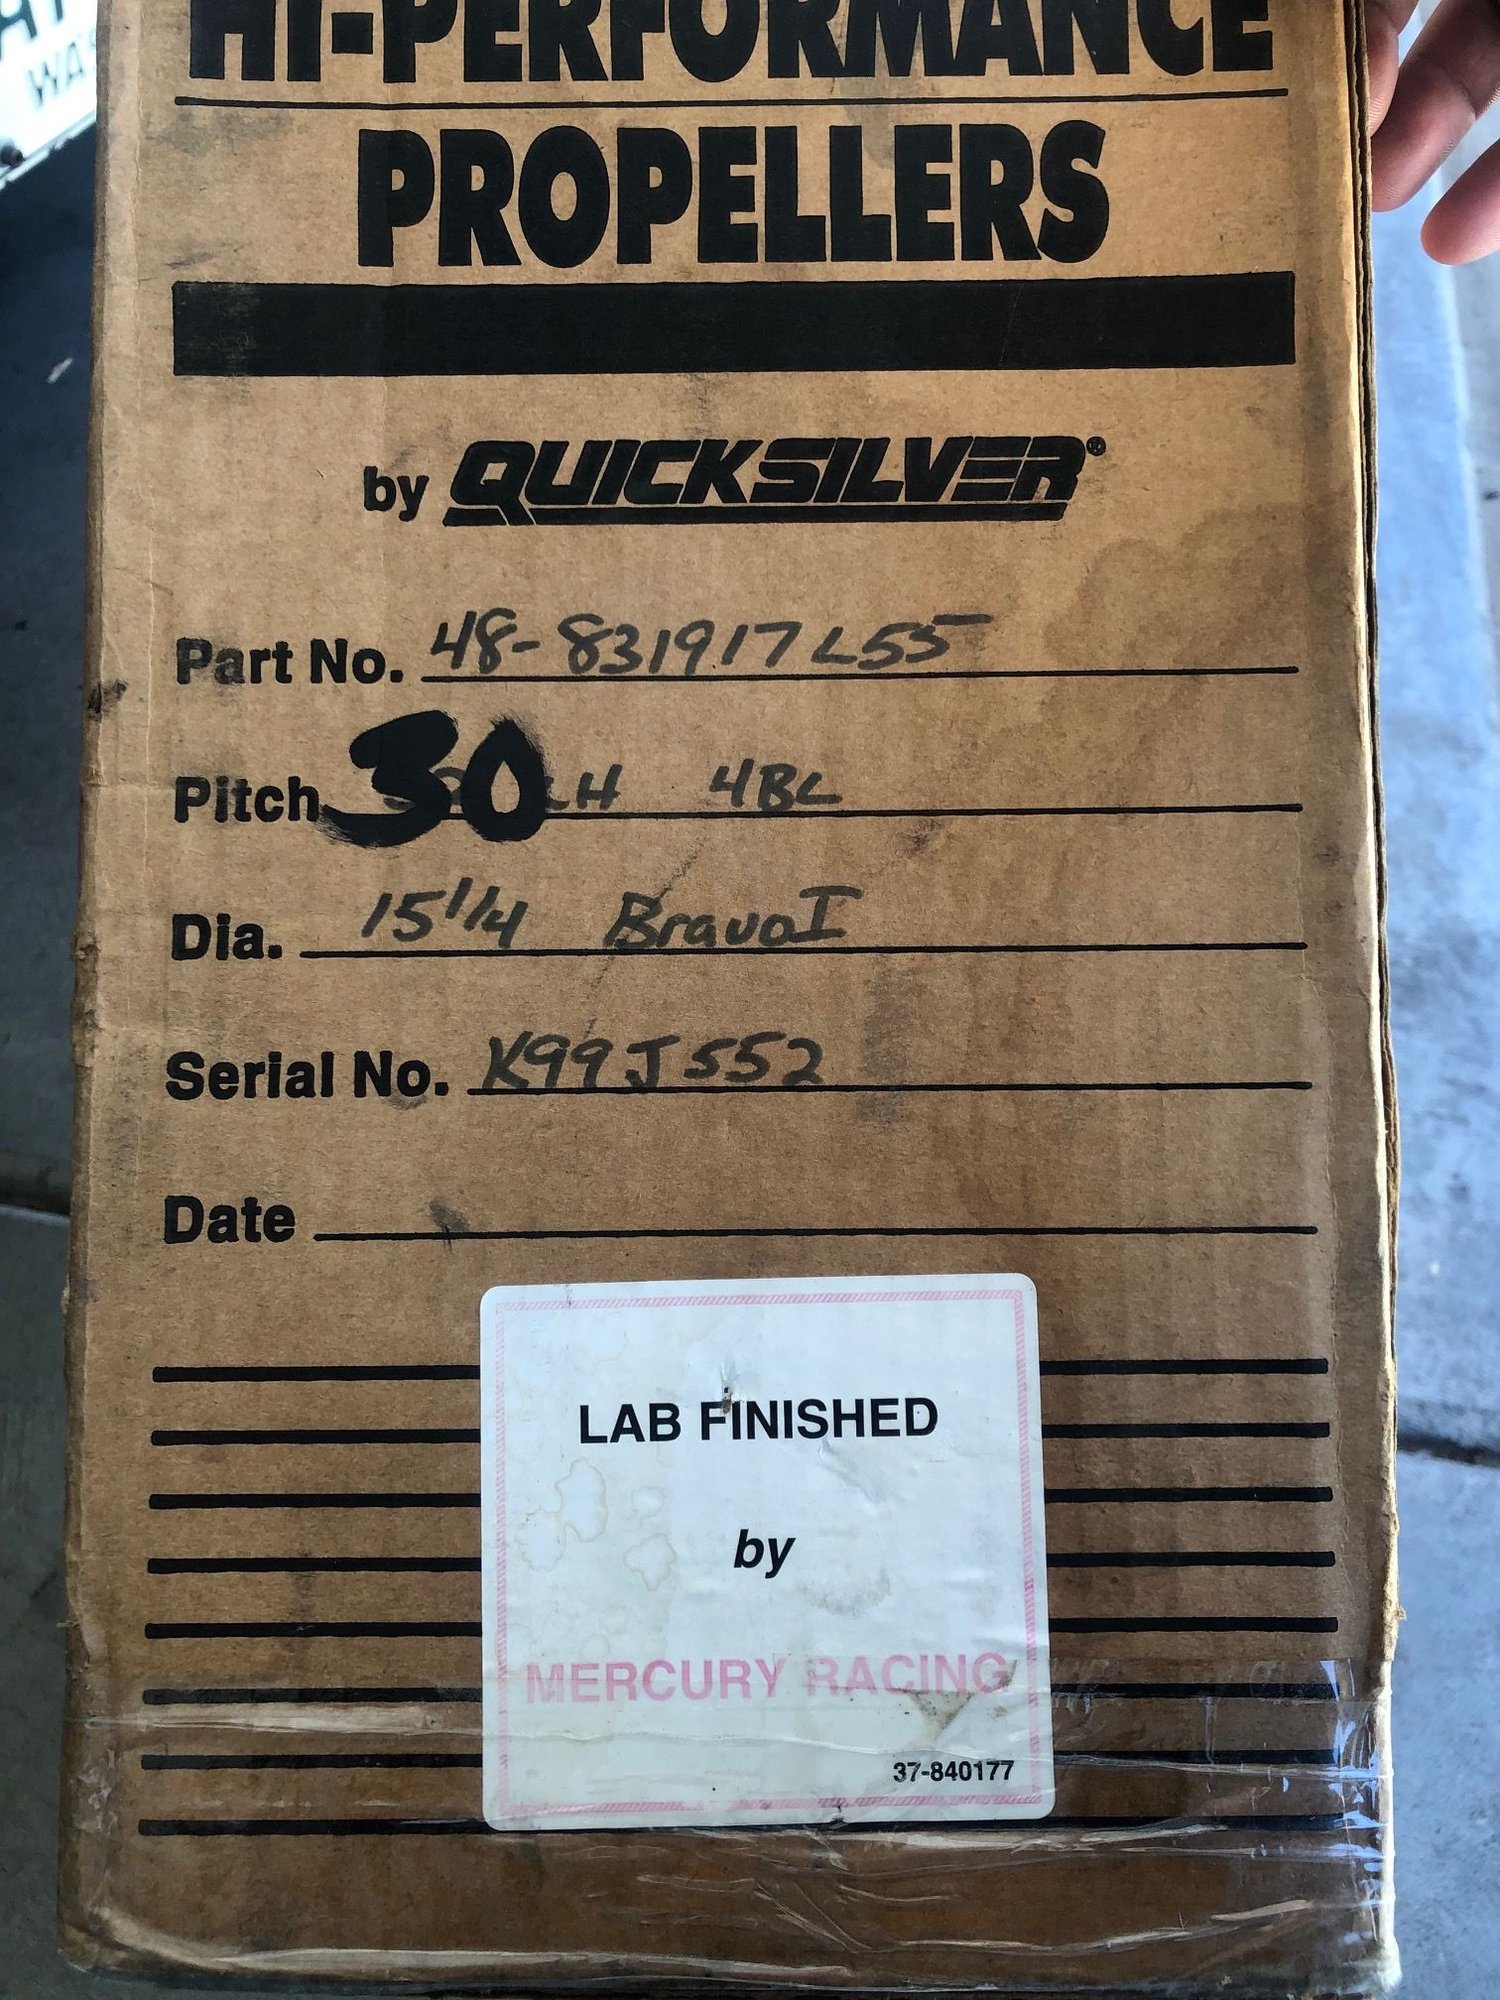 HI-PERFORMANCE
PROPELLERS
by QUICKSILVER®
Part No. 48-831917L55
Pitch 30 LH 4BL
Dia. 15 1/4 Bravo I
Serial No. K99J552
Date
LAB FINISHED
by
MERCURY RACING
37-840177